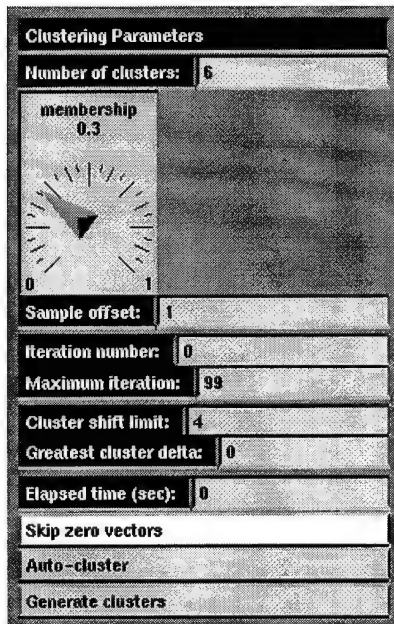 Clustering Parameters
Number of clusters: 6
membership
0.3
0 1
Sample offset: 1
Iteration number: 0
Maximum iteration: 99
Cluster shift limit: 4
Greatest cluster delta: 0
Elapsed time (sec): 0
Skip zero vectors
Auto-cluster
Generate clusters